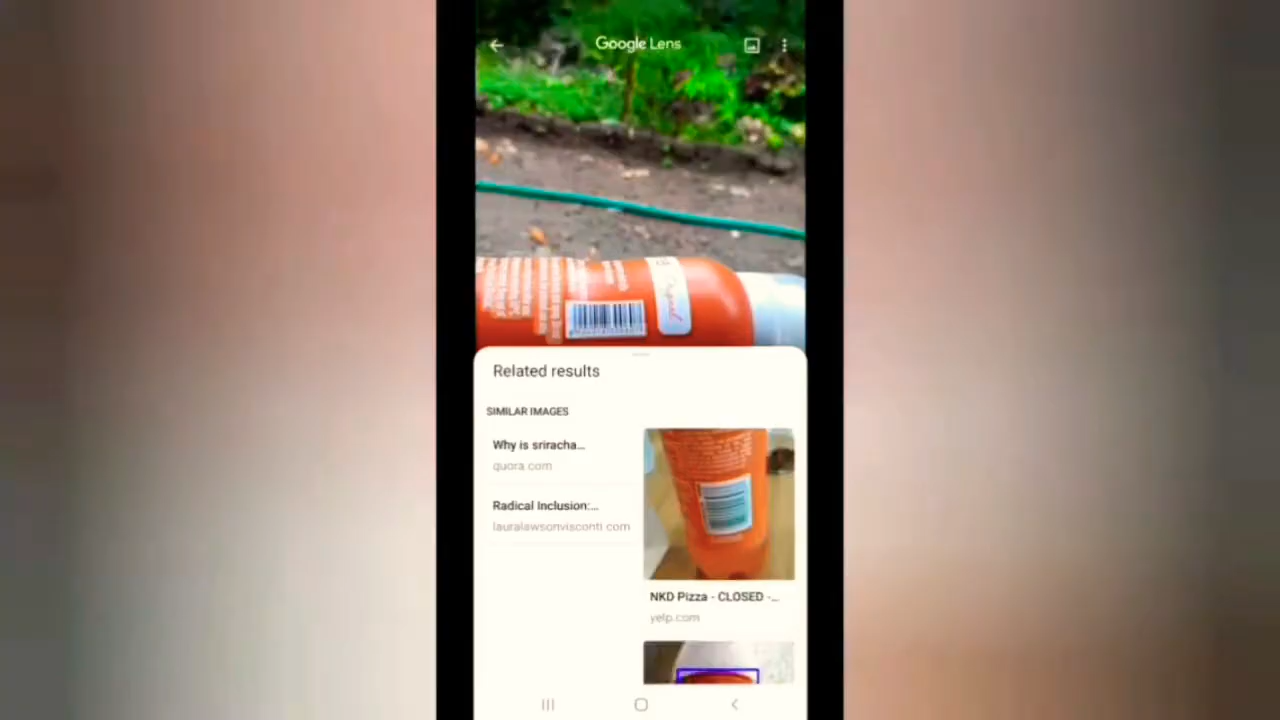 Google Lens
Original
Related results
SIMILAR IMAGES
Why is sriracha...
quora.com
Radical Inclusion:...
lauralawsonvisconti.com
NKD Pizza - CLOSED -...
yelp.com